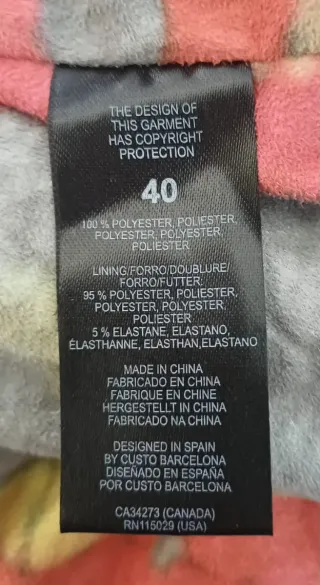 THE DESIGN OF
THIS GARMENT
HAS COPYRIGHT
PROTECTION
40
100 % POLYESTER, POLIESTER,
POLYESTER, POLYESTER,
POLIESTER
LINING/FORRO/DOUBLURE/
FORRO/FUTTER:
95 % POLYESTER, POLIESTER,
POLYESTER, POLYESTER,
POLIESTER
5 % ELASTANE, ELASTANO,
ÉLASTHANNE, ELASTHAN,ELASTANO
MADE IN CHINA
FABRICADO EN CHINA
FABRIQUE EN CHINE
HERGESTELLT IN CHINA
FABRICADO NA CHINA
DESIGNED IN SPAIN
BY CUSTO BARCELONA
DISEÑADO EN ESPAÑA
POR CUSTO BARCELONA
CA34273 (CANADA)
RN115029 (USA)